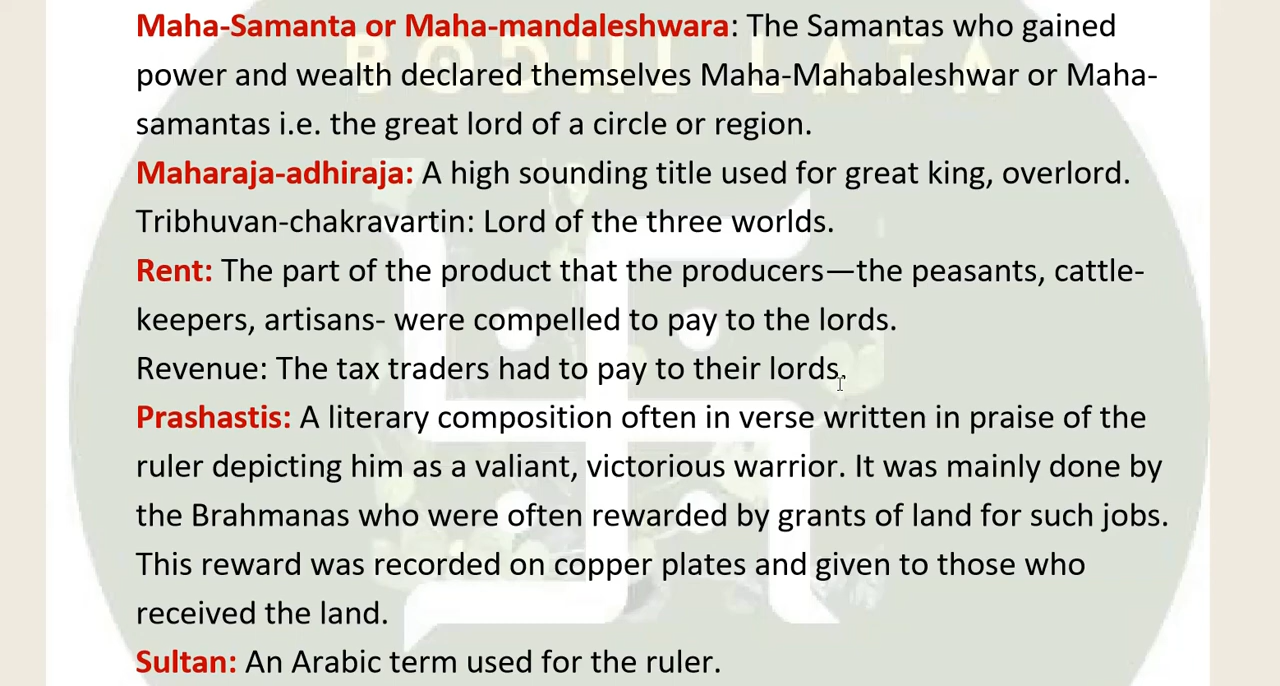 BODHI LATA
Maha-Samanta or Maha-mandaleshwara: The Samantas who gained
power and wealth declared themselves Maha-Mahabaleshwar or Maha-
samantas i.e. the great lord of a circle or region.
Maharaja-adhiraja: A high sounding title used for great king, overlord.
Tribhuvan-chakravartin: Lord of the three worlds.
Rent: The part of the product that the producers—the peasants, cattle-
keepers, artisans- were compelled to pay to the lords.
Revenue: The tax traders had to pay to their lords.
Prashastis: A literary composition often in verse written in praise of the
ruler depicting him as a valiant, victorious warrior. It was mainly done by
the Brahmanas who were often rewarded by grants of land for such jobs.
This reward was recorded on copper plates and given to those who
received the land.
Sultan: An Arabic term used for the ruler.